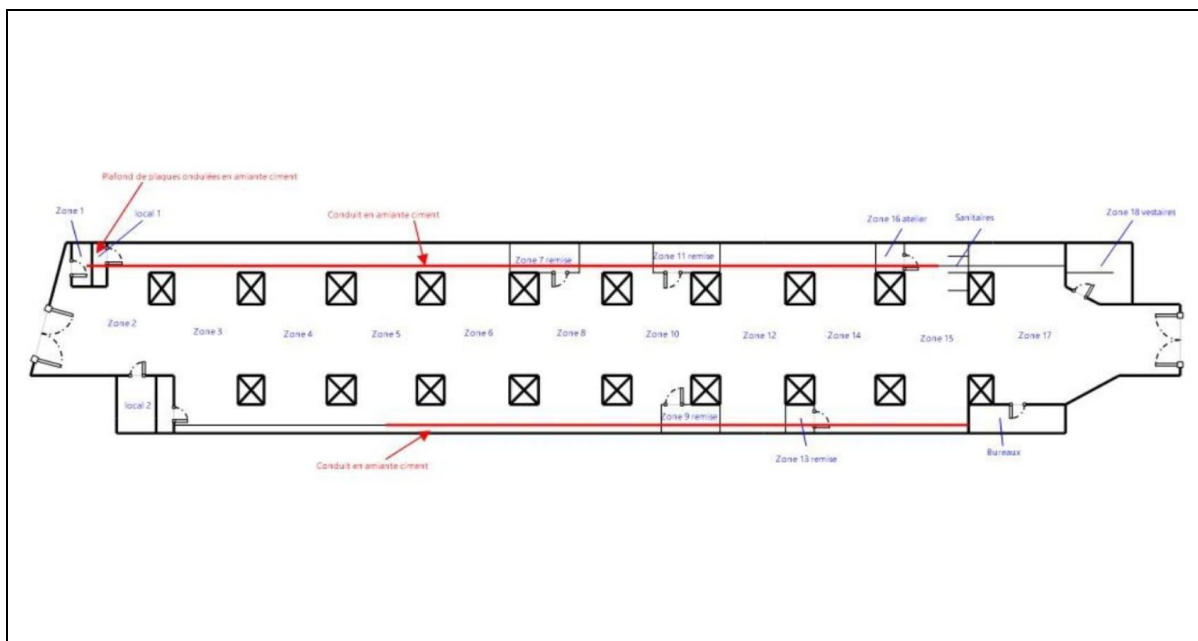 Plafond de plaques ondulées en amiante ciment
Zone 1
local 1
Conduit en amiante ciment
Zone 16 atelier
Sanitaires
Zone 18 vestaires
Zone 7 remise
Zone 11 remise
Zone 2
Zone 3
Zone 4
Zone 5
Zone 6
Zone 8
Zone 10
Zone 12
Zone 14
Zone 15
Zone 17
local 2
Zone 9 remise
Conduit en amiante ciment
Zone 13 remise
Bureaux